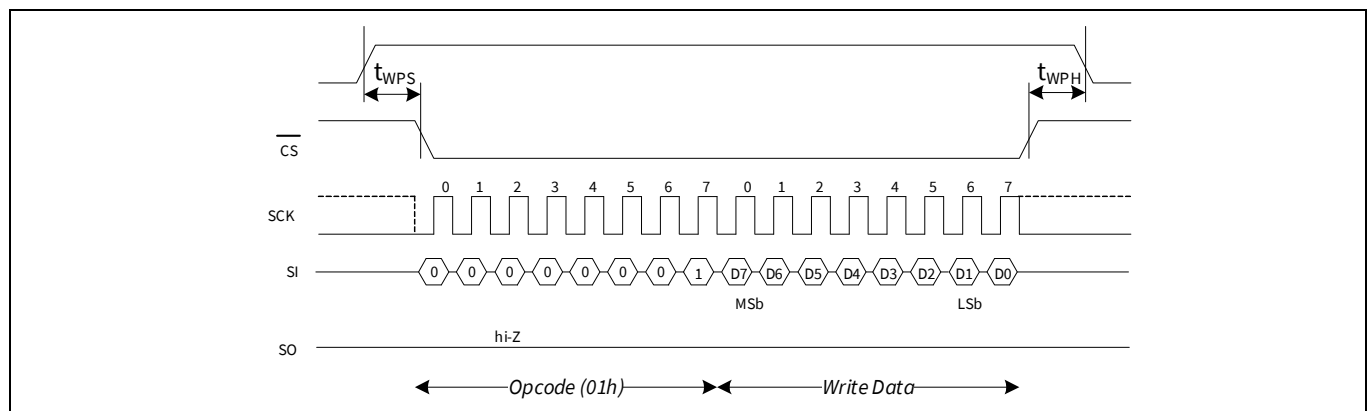 tWPS
tWPH
CS
0 1 2 3 4 5 6 7 0 1 2 3 4 5 6 7
SCK
SI 0 0 0 0 0 0 0 1 D7 D6 D5 D4 D3 D2 D1 D0
MSb LSb
hi-Z
SO
Opcode (01h) Write Data